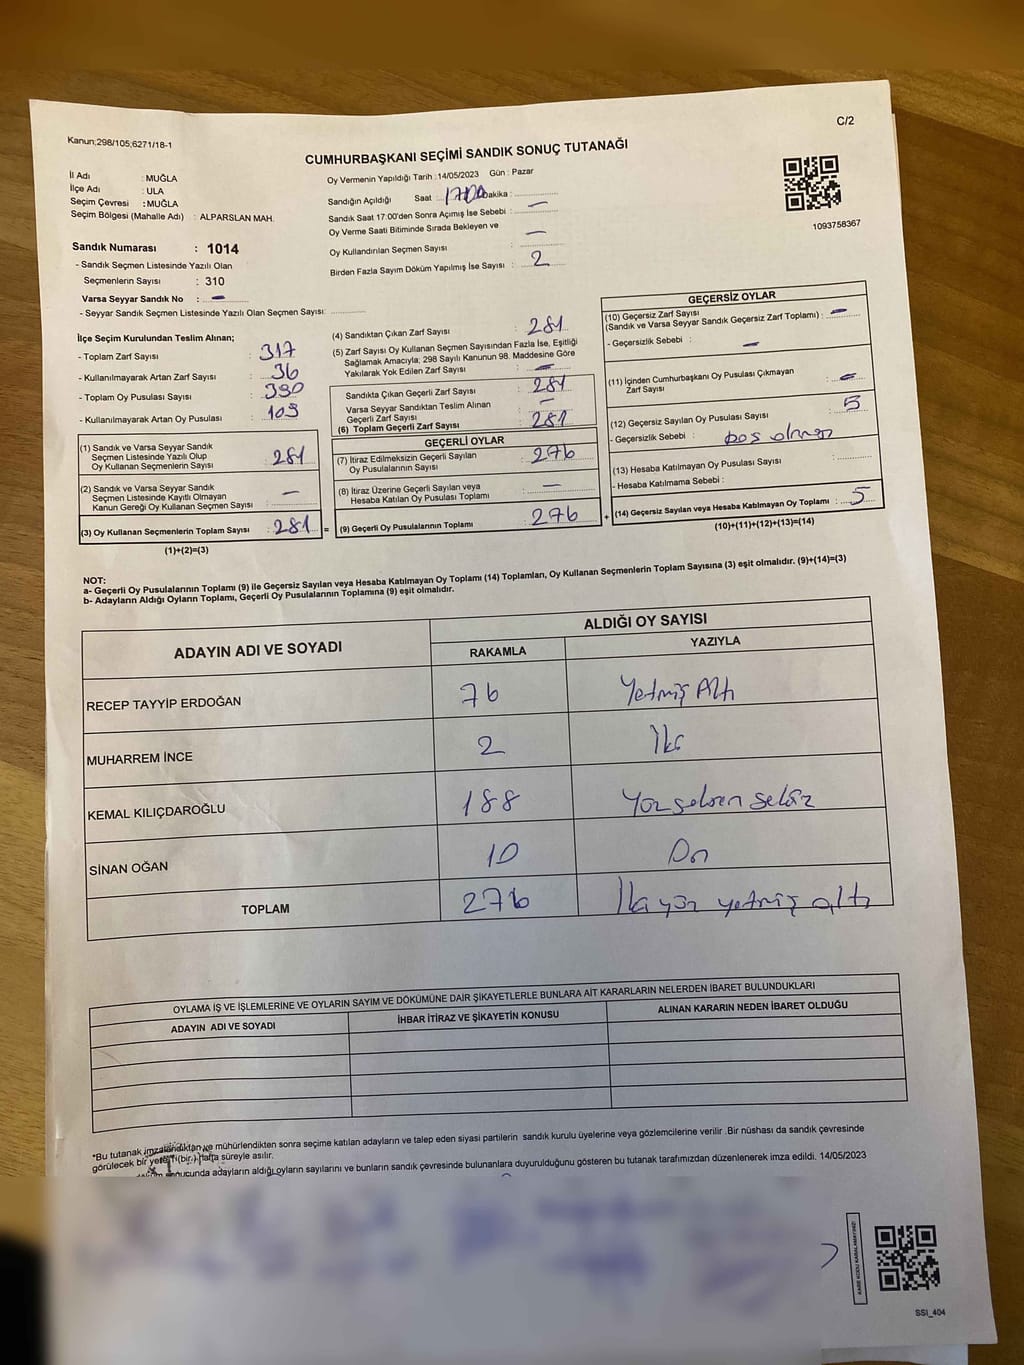 C/2
Kanun;298/105;6271/18-1
CUMHURBAŞKANI SEÇİMİ SANDIK SONUÇ TUTANAĞI
İl Adı : MUĞLA
İlçe Adı : ULA
Seçim Çevresi : MUĞLA
Seçim Bölgesi (Mahalle Adı) : ALPARSLAN MAH.
Sandık Numarası : 1014
- Sandık Seçmen Listesinde Yazılı Olan
Seçmenlerin Sayısı : 310
Varsa Seyyar Sandık No : –
- Seyyar Sandık Seçmen Listesinde Yazılı Olan Seçmen Sayısı:
Oy Vermenin Yapıldığı Tarih :14/05/2023 Gün : Pazar
Sandığın Açıldığı Saat : 1700 Dakika :
Sandık Saat 17:00'den Sonra Açımış İse Sebebi : –
Oy Verme Saati Bitiminde Sırada Bekleyen ve
Oy Kullandırılan Seçmen Sayısı : –
Birden Fazla Sayım Döküm Yapılmış İse Sayısı : 2
1093758367
İlçe Seçim Kurulundan Teslim Alınan;
- Toplam Zarf Sayısı : 317
- Kullanılmayarak Artan Zarf Sayısı : 36
- Toplam Oy Pusulası Sayısı : 390
- Kullanılmayarak Artan Oy Pusulası : 109
(1) Sandık ve Varsa Seyyar Sandık
Seçmen Listesinde Yazılı Olup
Oy Kullanan Seçmenlerin Sayısı : 281
(2) Sandık ve Varsa Seyyar Sandık
Seçmen Listesinde Kayıtlı Olmayan
Kanun Gereği Oy Kullanan Seçmen Sayısı : –
(3) Oy Kullanan Seçmenlerin Toplam Sayısı : 281 =
(1)+(2)=(3)
(4) Sandıktan Çıkan Zarf Sayısı : 281
(5) Zarf Sayısı Oy Kullanan Seçmen Sayısından Fazla İse, Eşitliği
Sağlamak Amacıyla; 298 Sayılı Kanunun 98. Maddesine Göre
Yakılarak Yok Edilen Zarf Sayısı : –
Sandıkta Çıkan Geçerli Zarf Sayısı : 281
Varsa Seyyar Sandıktan Teslim Alınan
Geçerli Zarf Sayısı : –
(6) Toplam Geçerli Zarf Sayısı : 281
GEÇERLİ OYLAR
(7) İtiraz Edilmeksizin Geçerli Sayılan
Oy Pusulalarının Sayısı : 276
(8) İtiraz Üzerine Geçerli Sayılan veya
Hesaba Katılan Oy Pusulası Toplamı : –
(9) Geçerli Oy Pusulalarının Toplamı : 276 +
GEÇERSİZ OYLAR
(10) Geçersiz Zarf Sayısı
(Sandık ve Varsa Seyyar Sandık Geçersiz Zarf Toplamı) : –
- Geçersizlik Sebebi : –
(11) İçinden Cumhurbaşkanı Oy Pusulası Çıkmayan
Zarf Sayısı : –
(12) Geçersiz Sayılan Oy Pusulası Sayısı : 5
- Geçersizlik Sebebi : boş olması
(13) Hesaba Katılmayan Oy Pusulası Sayısı :
- Hesaba Katılmama Sebebi :
(14) Geçersiz Sayılan veya Hesaba Katılmayan Oy Toplamı : 5
(10)+(11)+(12)+(13)=(14)
NOT:
a- Geçerli Oy Pusulalarının Toplamı (9) ile Geçersiz Sayılan veya Hesaba Katılmayan Oy Toplamı (14) Toplamları, Oy Kullanan Seçmenlerin Toplam Sayısına (3) eşit olmalıdır. (9)+(14)=(3)
b- Adayların Aldığı Oyların Toplamı, Geçerli Oy Pusulalarının Toplamına (9) eşit olmalıdır.
ADAYIN ADI VE SOYADI
ALDIĞI OY SAYISI
RAKAMLA YAZIYLA
RECEP TAYYİP ERDOĞAN 76 Yetmiş Altı
MUHARREM İNCE 2 İki
KEMAL KILIÇDAROĞLU 188 Yüz seksen sekiz
SİNAN OĞAN 10 On
TOPLAM 276 İki yüz yetmiş altı
OYLAMA İŞ VE İŞLEMLERİNE VE OYLARIN SAYIM VE DÖKÜMÜNE DAİR ŞİKAYETLERLE BUNLARA AİT KARARLARIN NELERDEN İBARET BULUNDUKLARI
ADAYIN ADI VE SOYADI İHBAR İTİRAZ VE ŞİKAYETİN KONUSU ALINAN KARARIN NEDEN İBARET OLDUĞU
*Bu tutanak imzalandıktan ve mühürlendikten sonra seçime katılan adayların ve talep eden siyasi partilerin sandık kurulu üyelerine veya gözlemcilerine verilir .Bir nüshası da sandık çevresinde
görülecek bir yere 1(bir.) Hafta süreyle asılır.
sonucunda adayların aldığı oyların sayılarını ve bunların sandık çevresinde bulunanlara duyurulduğunu gösteren bu tutanak tarafımızdan düzenlenerek imza edildi. 14/05/2023
KARE KODU KARALAMAYINIZ!
SSI_404